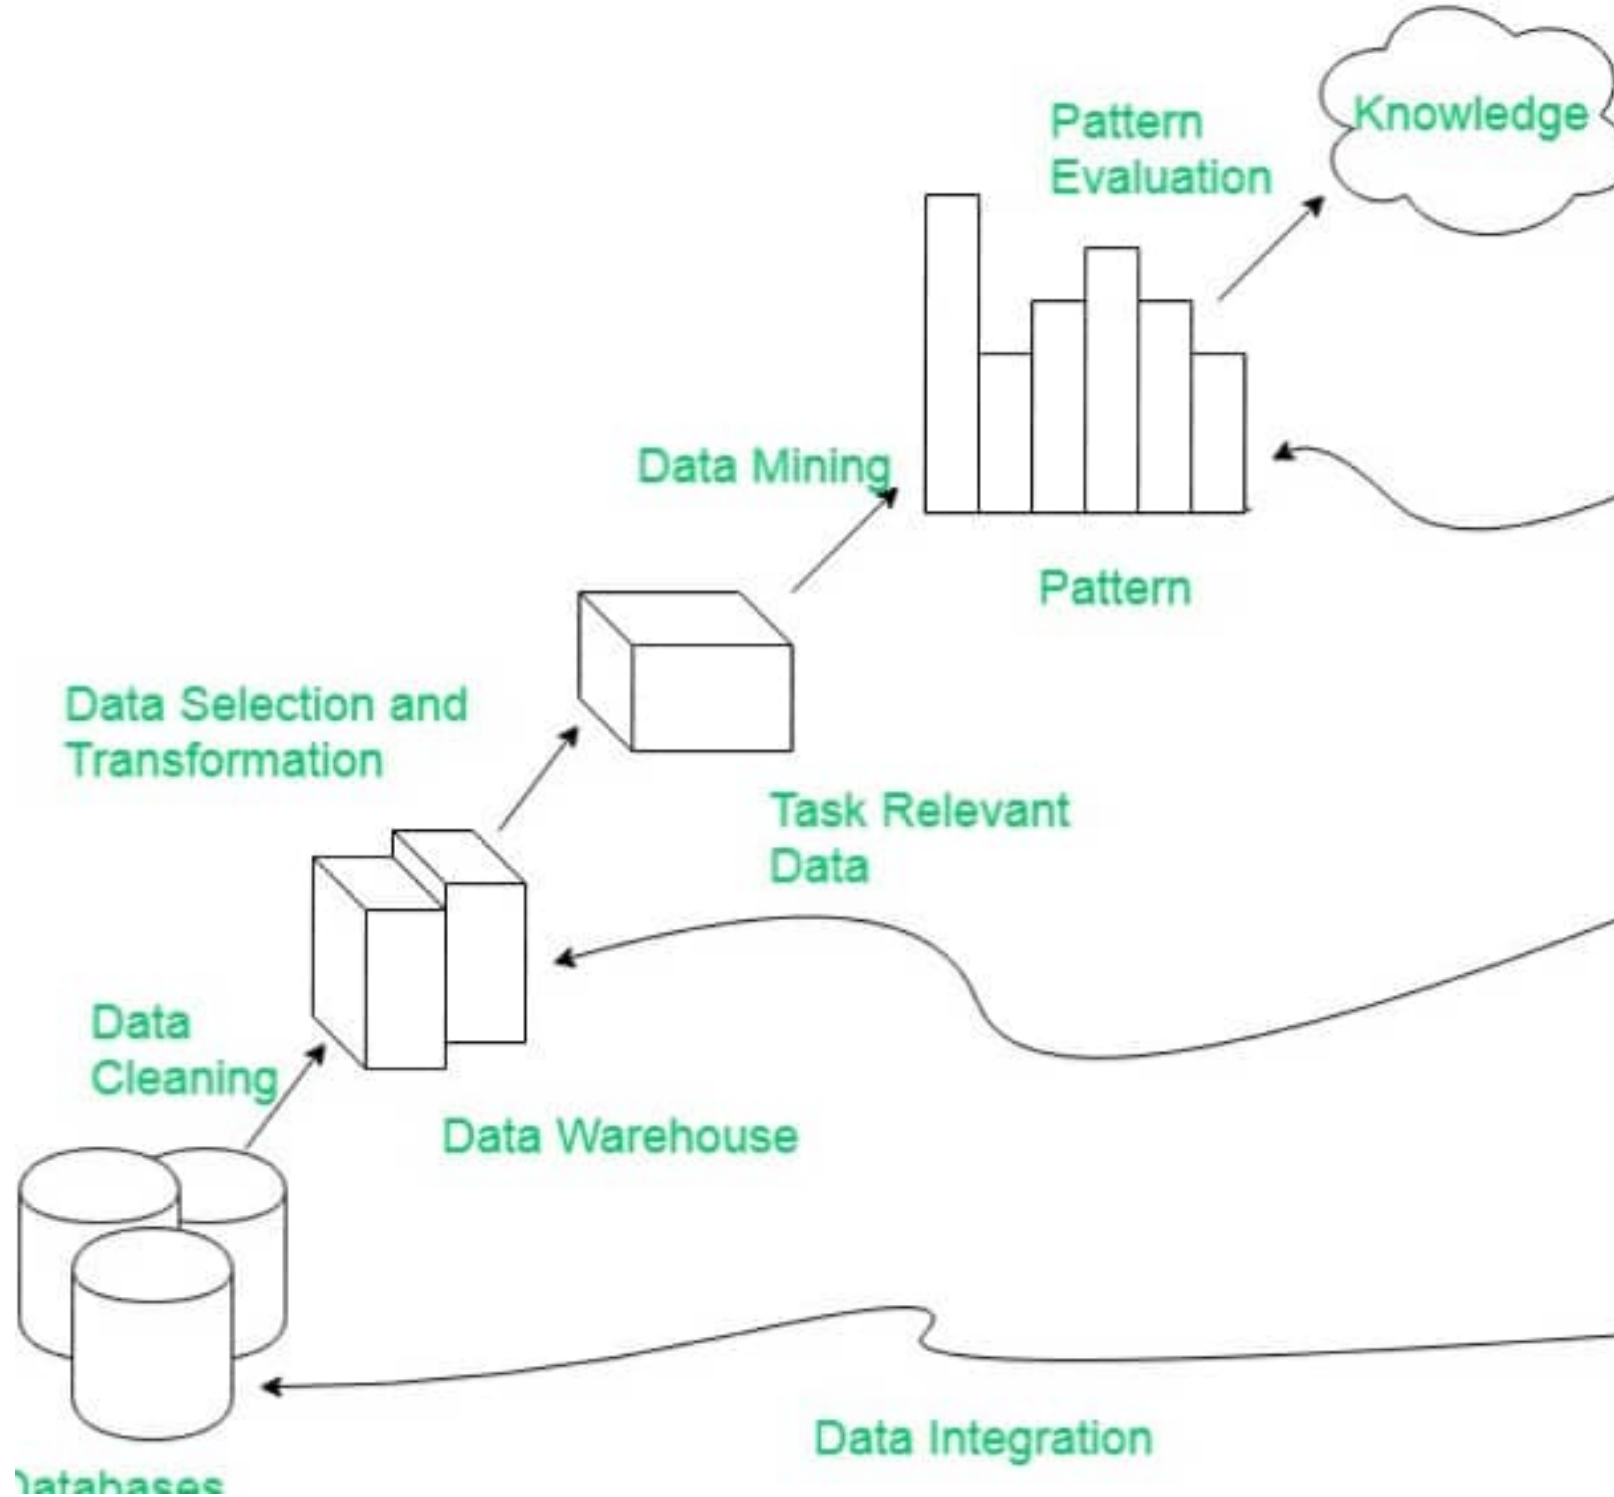 Knowledge
Pattern
Evaluation
Data Mining
Pattern
Data Selection and
Transformation
Task Relevant
Data
Data
Cleaning
Data Warehouse
Data Integration
Databases